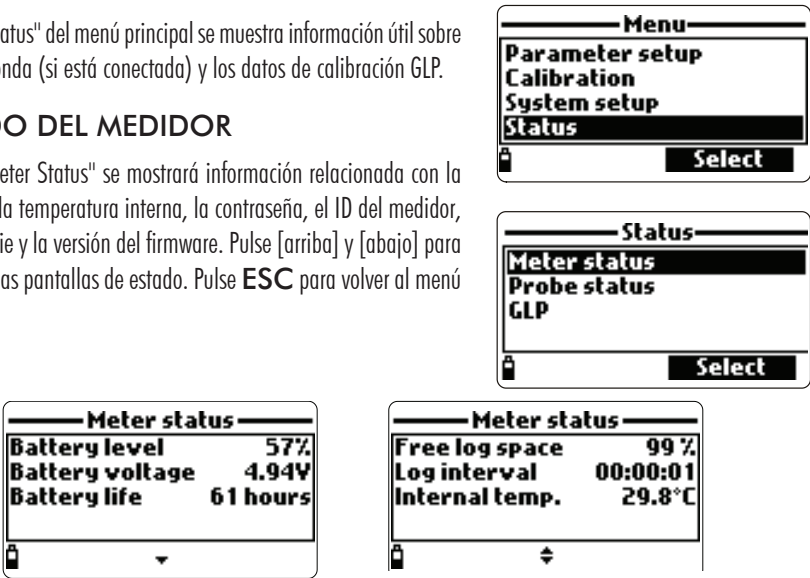 atus" del menú principal se muestra información útil sobre
onda (si está conectada) y los datos de calibración GLP.
DO DEL MEDIDOR
eter Status" se mostrará información relacionada con la
la temperatura interna, la contraseña, el ID del medidor,
ie y la versión del firmware. Pulse [arriba] y [abajo] para
as pantallas de estado. Pulse ESC para volver al menú
Menu
Parameter setup
Calibration
System setup
Status
Select
Status
Meter status
Probe status
GLP
Select
Meter status
Battery level 57%
Battery voltage 4.94V
Battery life 61 hours
Meter status
Free log space 99 %
Log interval 00:00:01
Internal temp. 29.8°C